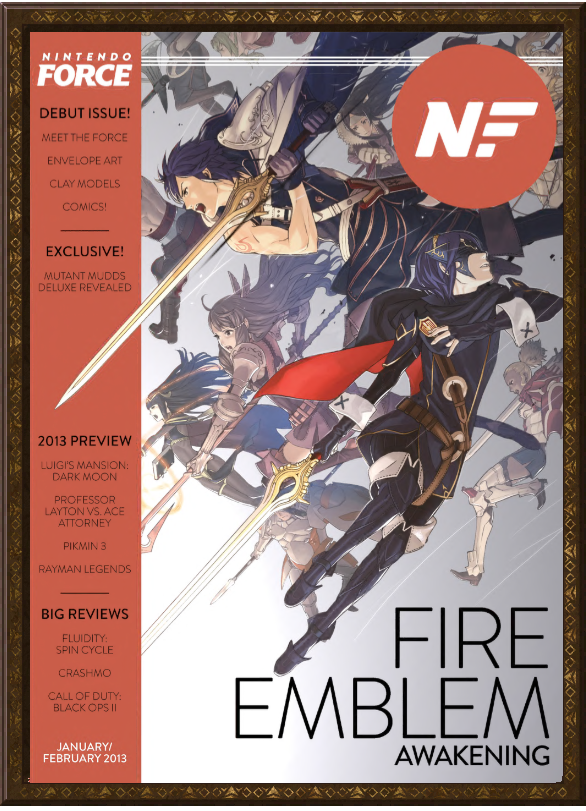 NINTENDO
FORCE
DEBUT ISSUE!
MEET THE FORCE
ENVELOPE ART
CLAY MODELS
COMICS!
EXCLUSIVE!
MUTANT MUDDS
DELUXE REVEALED
2013 PREVIEW
LUIGI'S MANSION:
DARK MOON
PROFESSOR
LAYTON VS. ACE
ATTORNEY
PIKMIN 3
RAYMAN LEGENDS
BIG REVIEWS
FLUIDITY:
SPIN CYCLE
CRASHMO
CALL OF DUTY:
BLACK OPS II
JANUARY/
FEBRUARY 2013
NF
FIRE
EMBLEM
AWAKENING